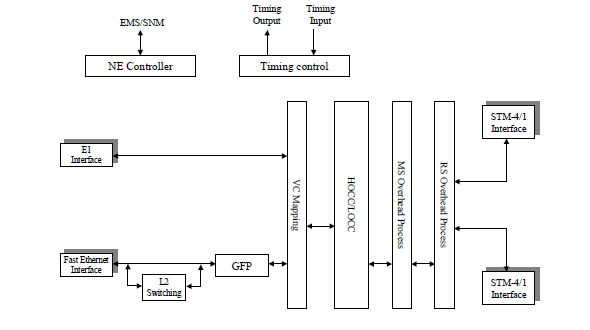 EMS/SNM
Timing
Output
Timing
Input
NE Controller
Timing control
E1
Interface
Fast Ethernet
Interface
L2
Switching
GFP
VC Mapping
HOCC/LOCC
MS Overhead Process
RS Overhead Process
STM-4/1
Interface
STM-4/1
Interface